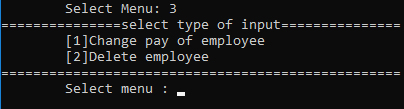 Select Menu: 3
===============select type of input===============
[1]Change pay of employee
[2]Delete employee
==================================================
Select menu :